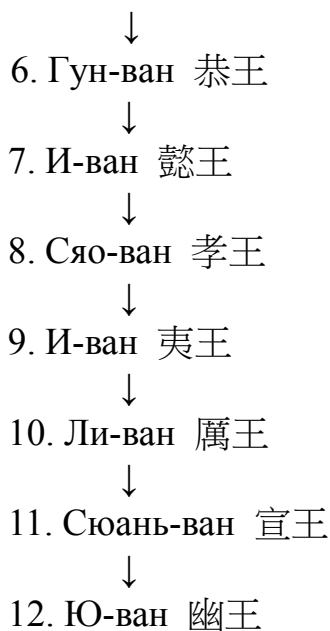 ↓
6. Гун-ван 恭王
↓
7. И-ван 懿王
↓
8. Сяо-ван 孝王
↓
9. И-ван 夷王
↓
10. Ли-ван 厲王
↓
11. Сюань-ван 宣王
↓
12. Ю-ван 幽王